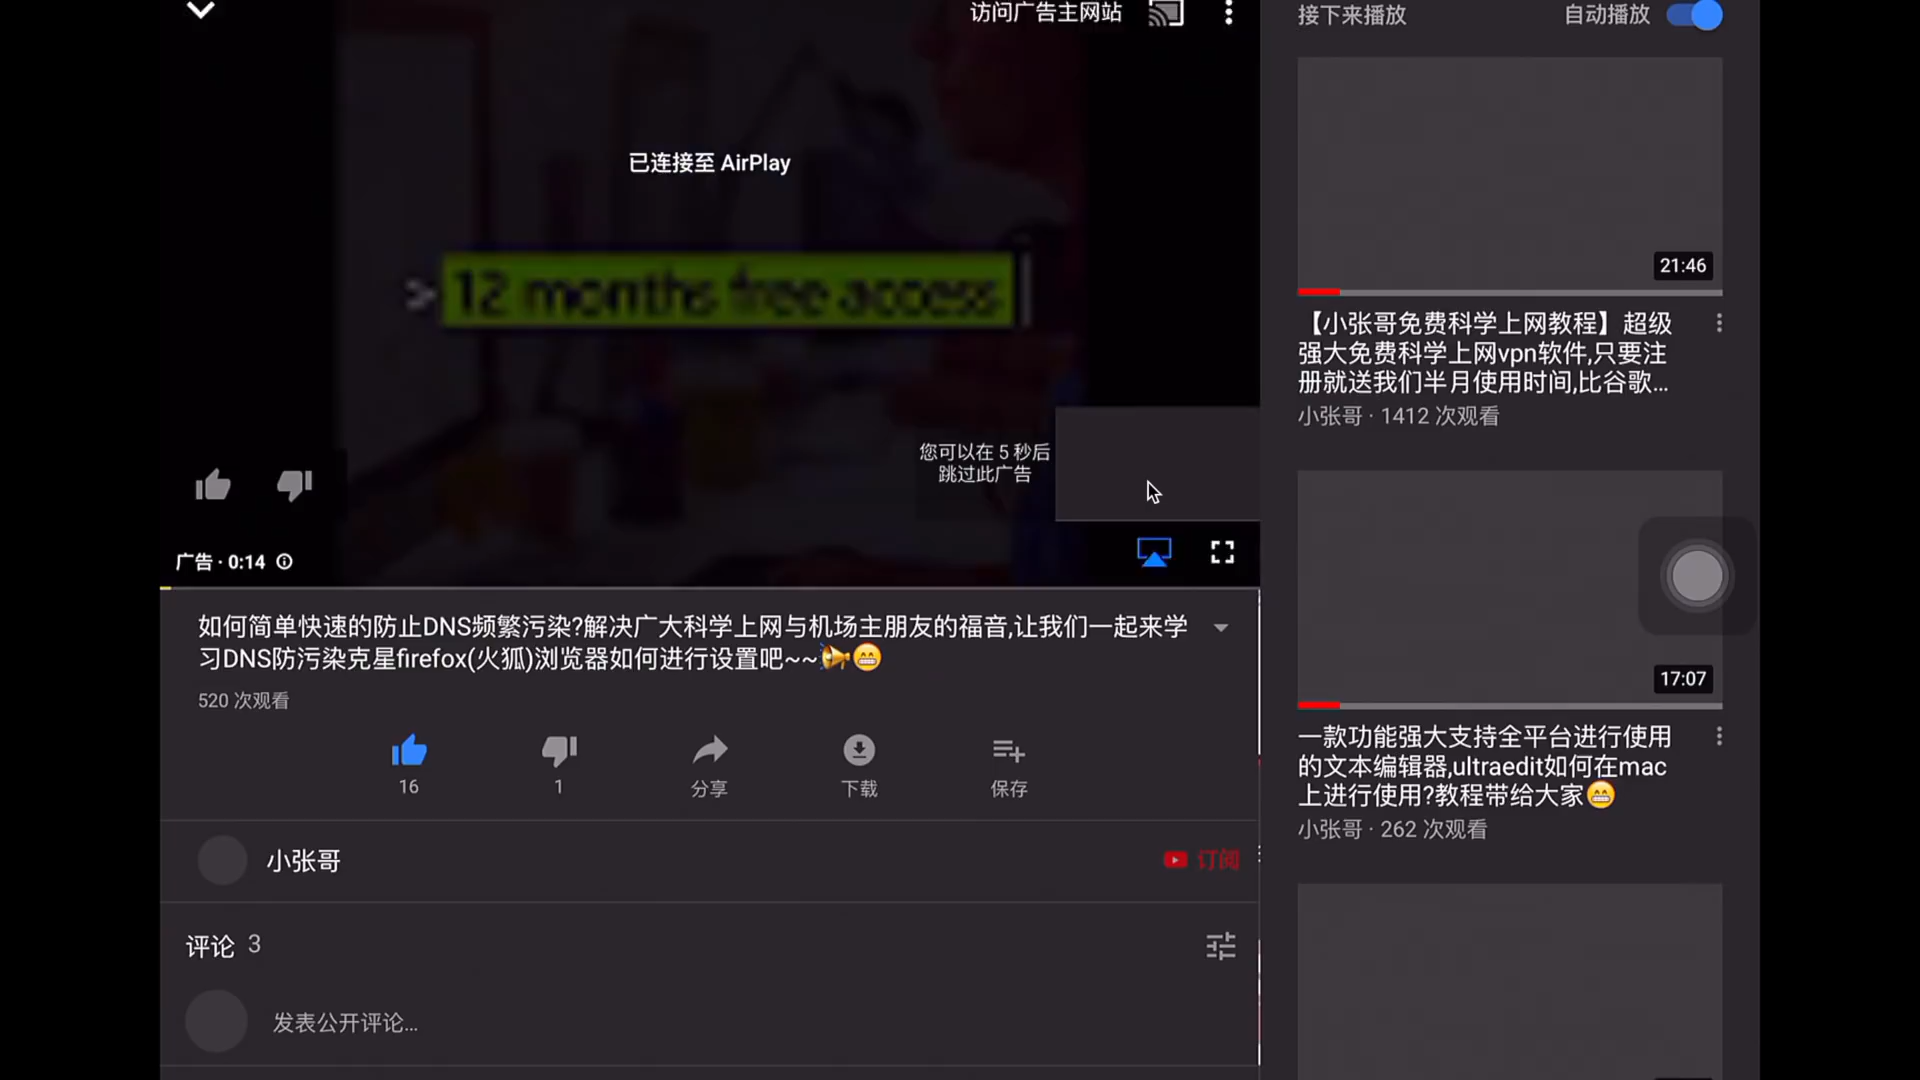 访问广告主网站
已连接至 AirPlay
> 12 months free access
您可以在 5 秒后
跳过此广告
广告 · 0:14
如何简单快速的防止DNS频繁污染?解决广大科学上网与机场主朋友的福音,让我们一起来学
习DNS防污染克星firefox(火狐)浏览器如何进行设置吧~~📣😁
520 次观看
16
1
分享
下载
保存
小张哥
订阅
评论 3
发表公开评论...
接下来播放
自动播放
21:46
【小张哥免费科学上网教程】超级
强大免费科学上网vpn软件,只要注
册就送我们半月使用时间,比谷歌...
小张哥 · 1412 次观看
17:07
一款功能强大支持全平台进行使用
的文本编辑器,ultraedit如何在mac
上进行使用?教程带给大家😁
小张哥 · 262 次观看